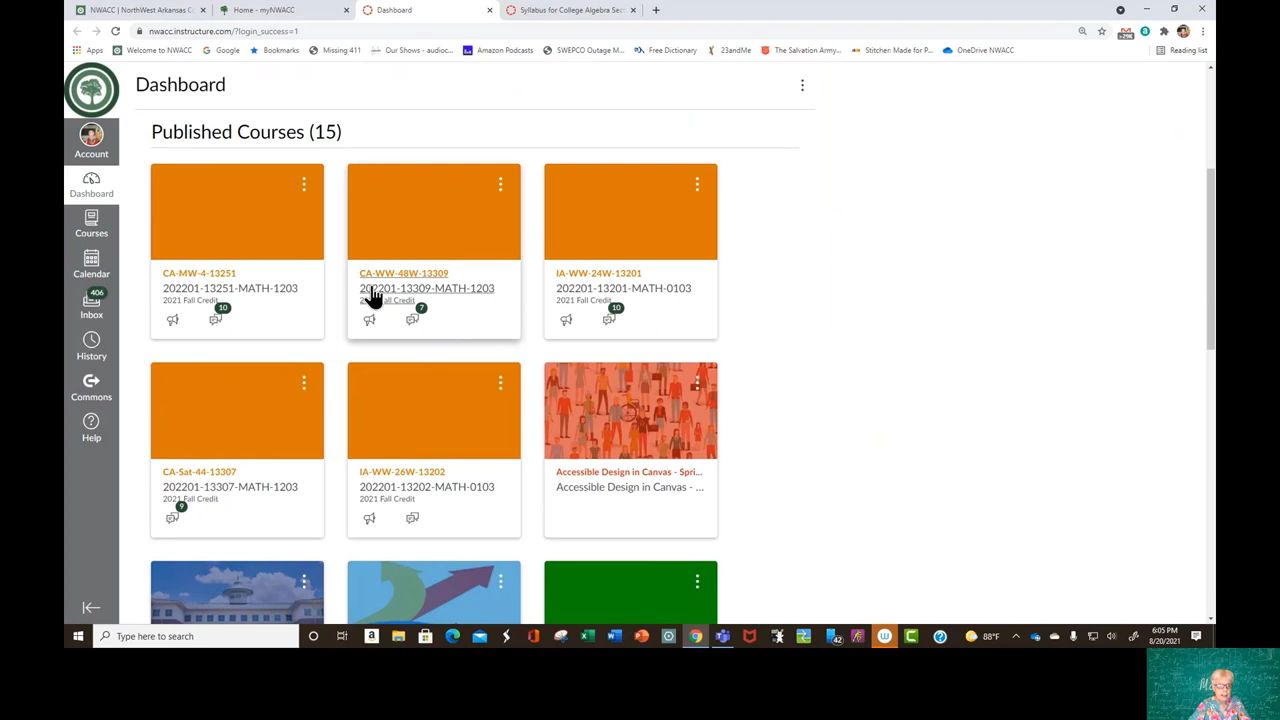 NWACC | NorthWest Arkansas C
Home - myNWACC
Dashboard
Syllabus for College Algebra Sect
nwacc.instructure.com/?login_success=1
Apps
Welcome to NWACC
Google
Bookmarks
Missing 411
Our Shows - audioc...
Amazon Podcasts
SWEPCO Outage M...
Free Dictionary
23andMe
The Salvation Army...
Stitcher: Made for P...
OneDrive NWACC
Reading list
Dashboard
Published Courses (15)
Account
Dashboard
Courses
Calendar
406
Inbox
History
Commons
Help
CA-MW-4-13251
202201-13251-MATH-1203
2021 Fall Credit
10
CA-WW-48W-13309
202201-13309-MATH-1203
Fall Credit
7
IA-WW-24W-13201
202201-13201-MATH-0103
2021 Fall Credit
10
CA-Sat-44-13307
202201-13307-MATH-1203
2021 Fall Credit
9
IA-WW-26W-13202
202201-13202-MATH-0103
2021 Fall Credit
Accessible Design in Canvas - Spri...
Accessible Design in Canvas - ...
Type here to search
42
88°F
6:05 PM
8/20/2021